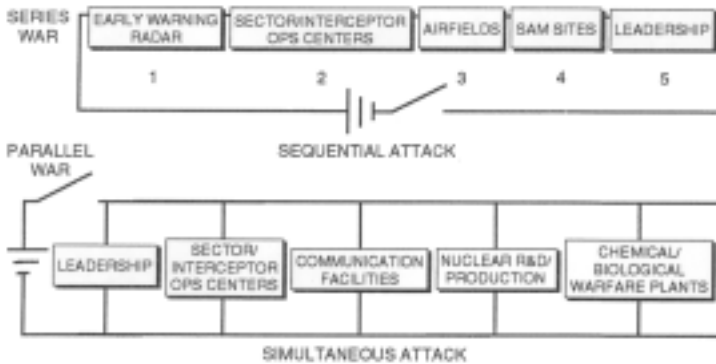 SERIES
WAR
EARLY WARNING
RADAR
SECTOR/INTERCEPTOR
OPS CENTERS
AIRFIELDS
SAM SITES
LEADERSHIP
1
2
3
4
5
SEQUENTIAL ATTACK
PARALLEL
WAR
LEADERSHIP
SECTOR/
INTERCEPTOR
OPS CENTERS
COMMUNICATION
FACILITIES
NUCLEAR R&D/
PRODUCTION
CHEMICAL/
BIOLOGICAL
WARFARE PLANTS
SIMULTANEOUS ATTACK